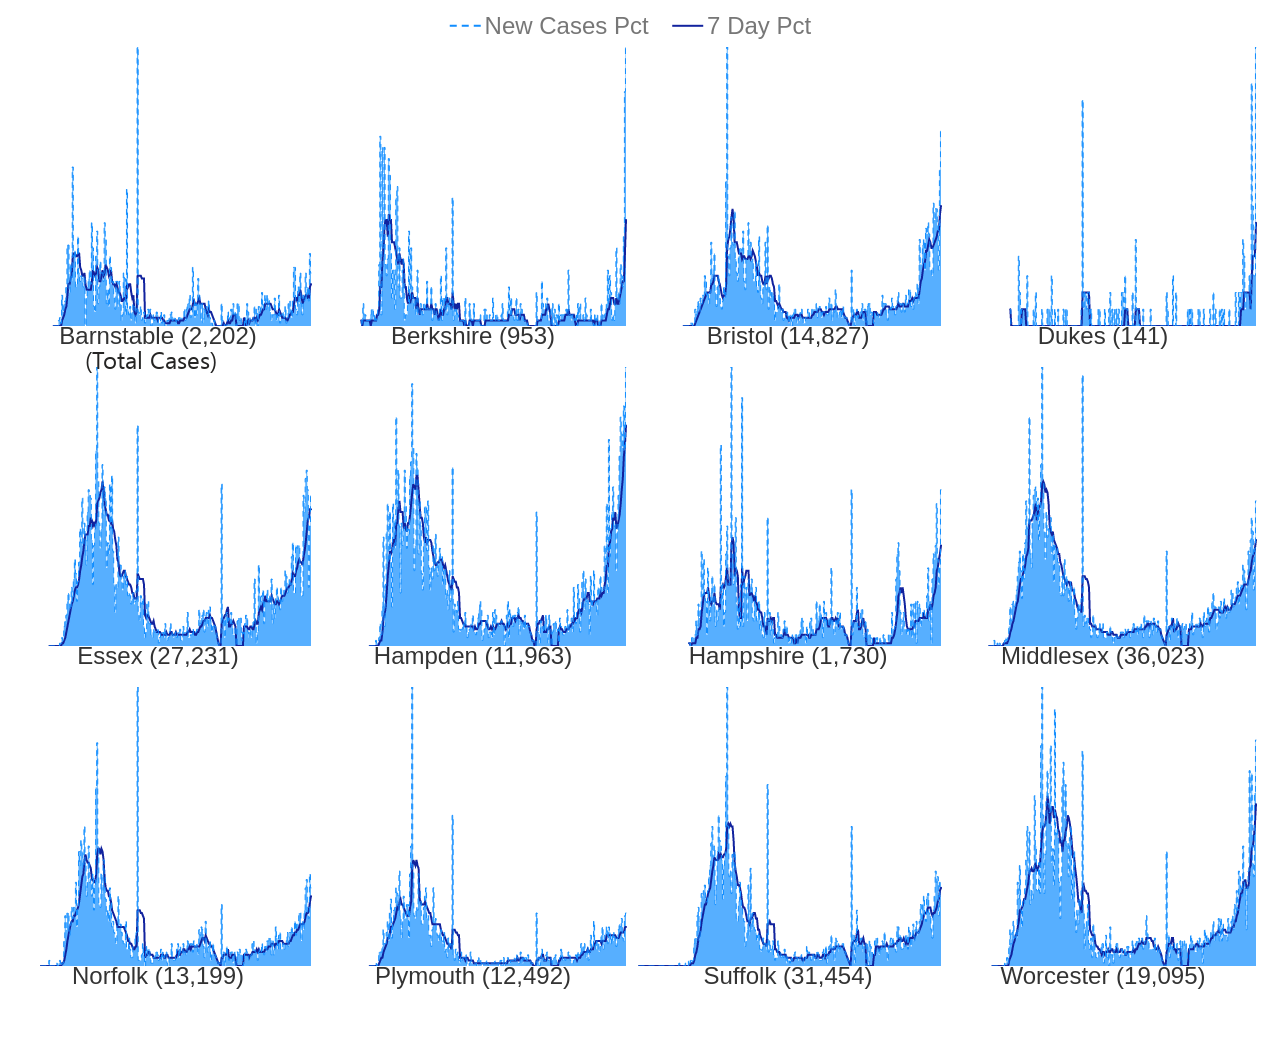 New Cases Pct 7 Day Pct
Barnstable (2,202) Berkshire (953) Bristol (14,827) Dukes (141)
(Total Cases)
Essex (27,231) Hampden (11,963) Hampshire (1,730) Middlesex (36,023)
Norfolk (13,199) Plymouth (12,492) Suffolk (31,454) Worcester (19,095)